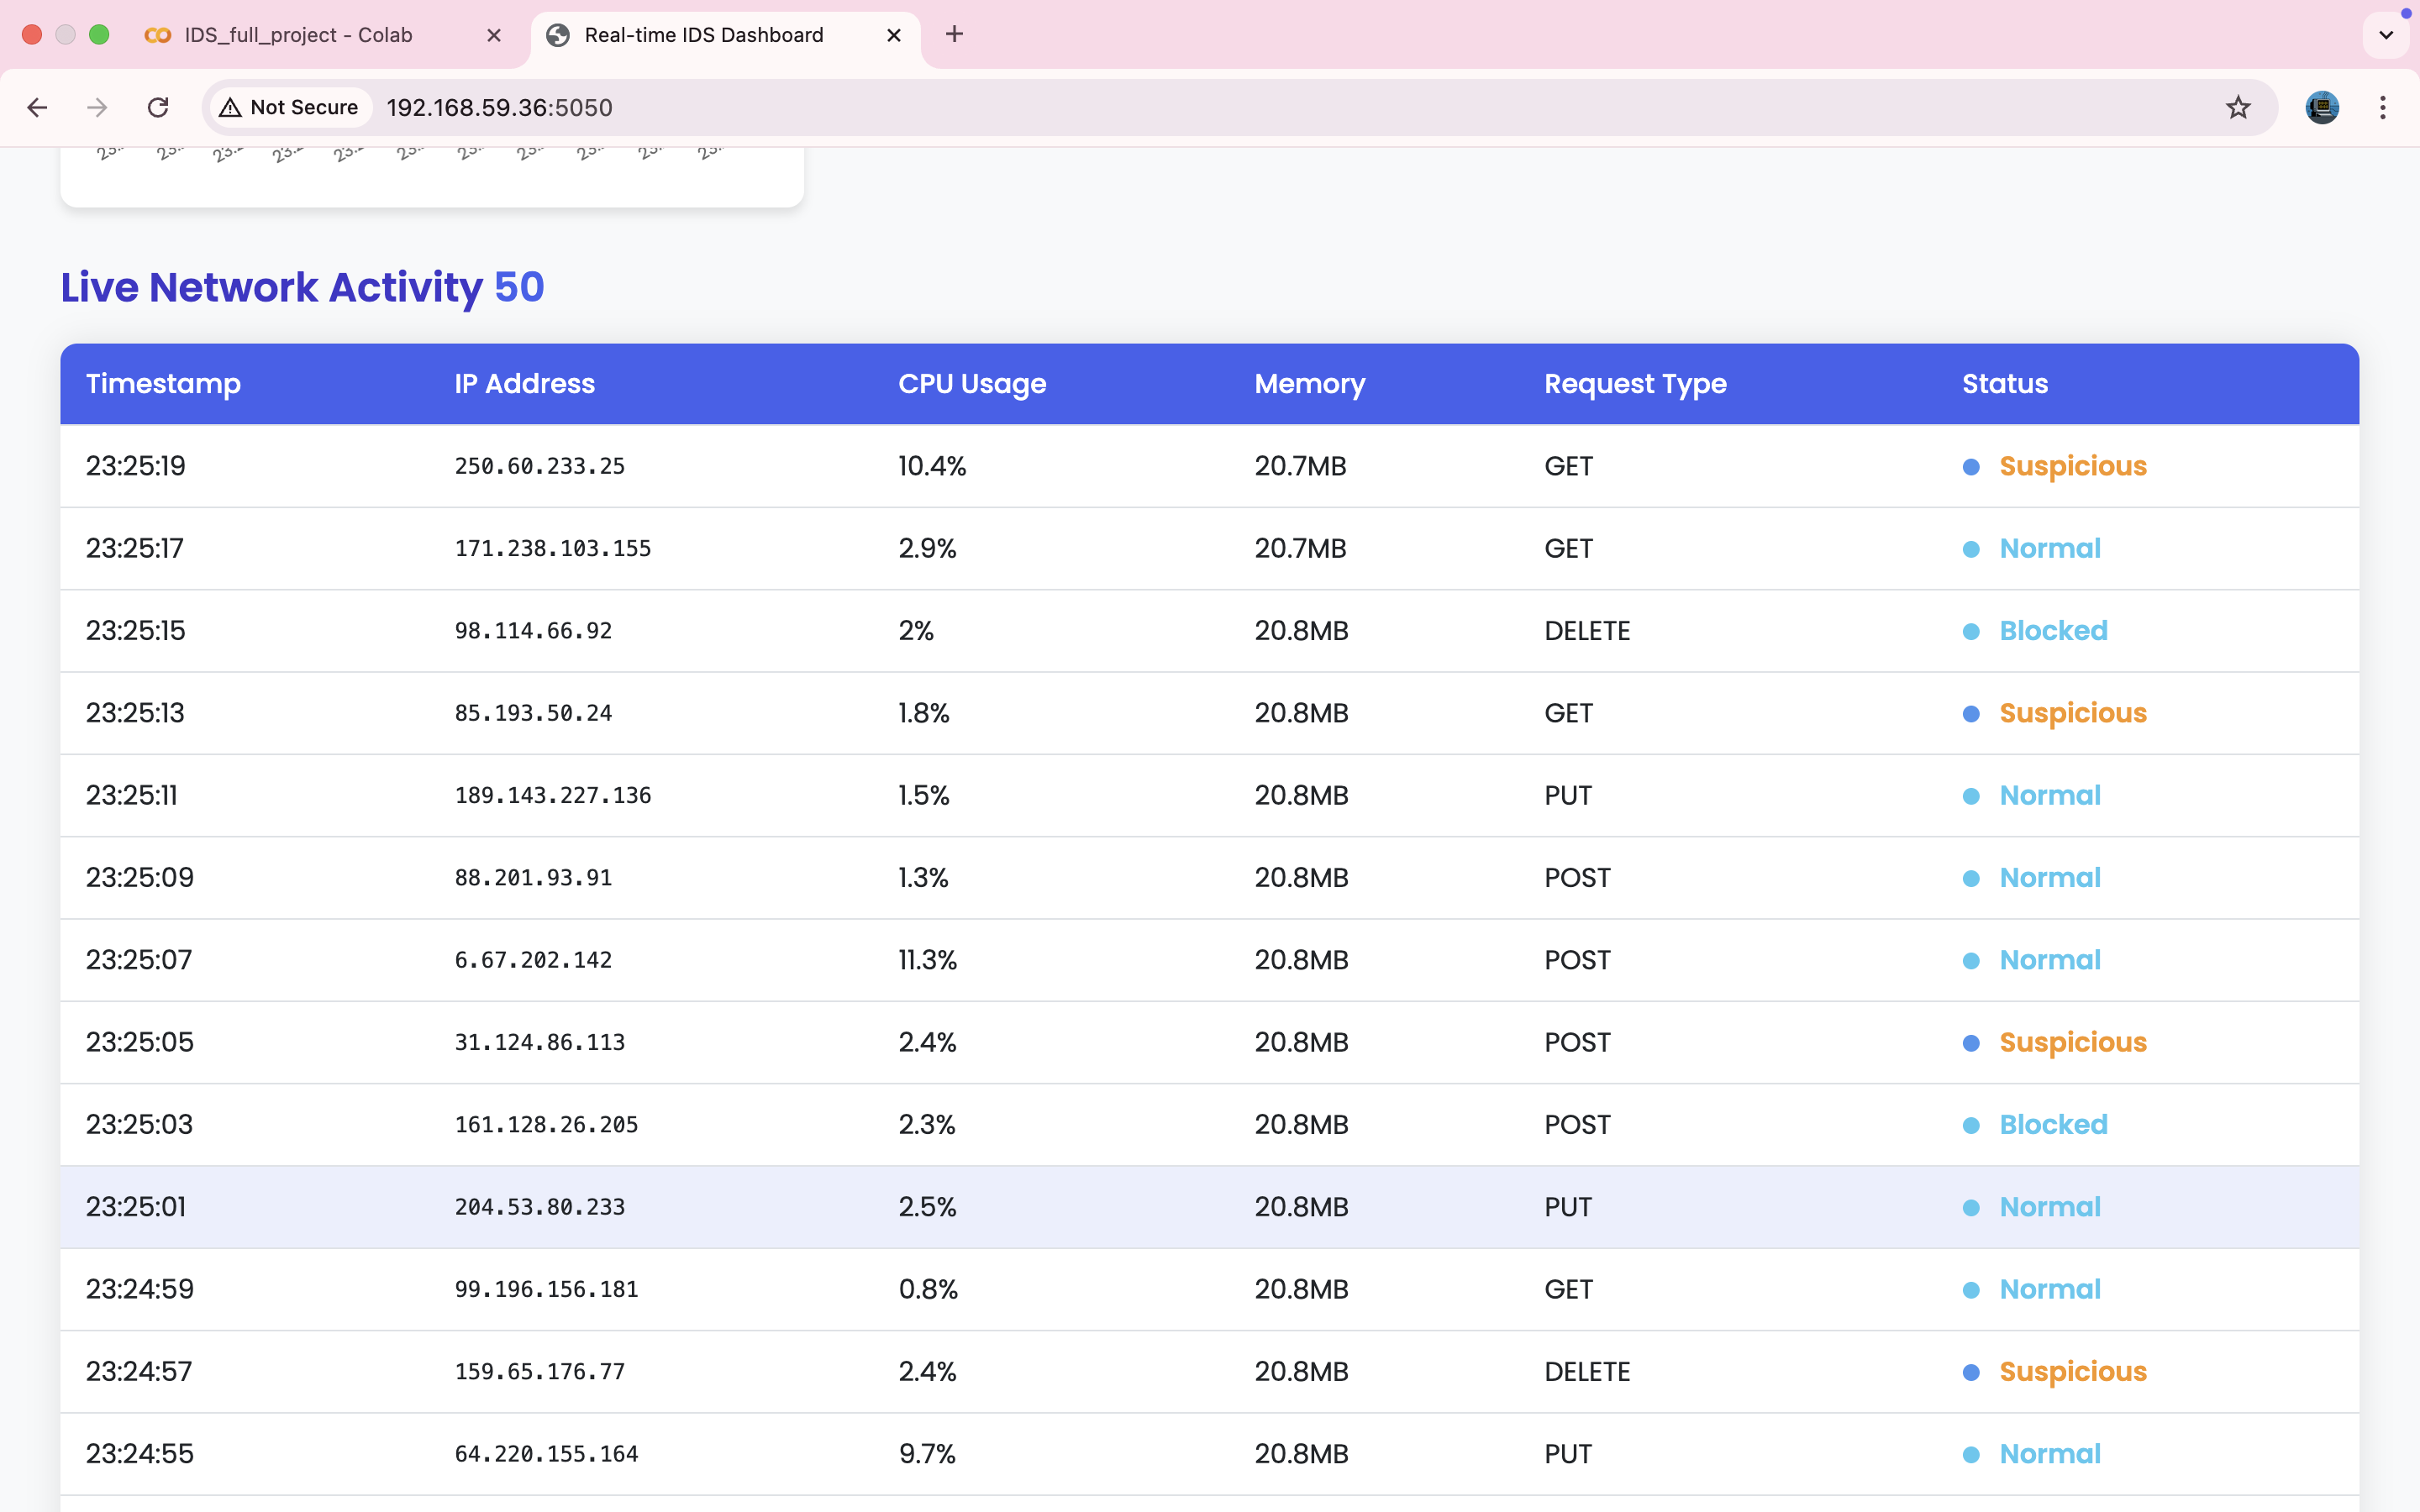 IDS_full_project - Colab
Real-time IDS Dashboard
Not Secure 192.168.59.36:5050
Live Network Activity 50
Timestamp IP Address CPU Usage Memory Request Type Status
23:25:19 250.60.233.25 10.4% 20.7MB GET Suspicious
23:25:17 171.238.103.155 2.9% 20.7MB GET Normal
23:25:15 98.114.66.92 2% 20.8MB DELETE Blocked
23:25:13 85.193.50.24 1.8% 20.8MB GET Suspicious
23:25:11 189.143.227.136 1.5% 20.8MB PUT Normal
23:25:09 88.201.93.91 1.3% 20.8MB POST Normal
23:25:07 6.67.202.142 11.3% 20.8MB POST Normal
23:25:05 31.124.86.113 2.4% 20.8MB POST Suspicious
23:25:03 161.128.26.205 2.3% 20.8MB POST Blocked
23:25:01 204.53.80.233 2.5% 20.8MB PUT Normal
23:24:59 99.196.156.181 0.8% 20.8MB GET Normal
23:24:57 159.65.176.77 2.4% 20.8MB DELETE Suspicious
23:24:55 64.220.155.164 9.7% 20.8MB PUT Normal